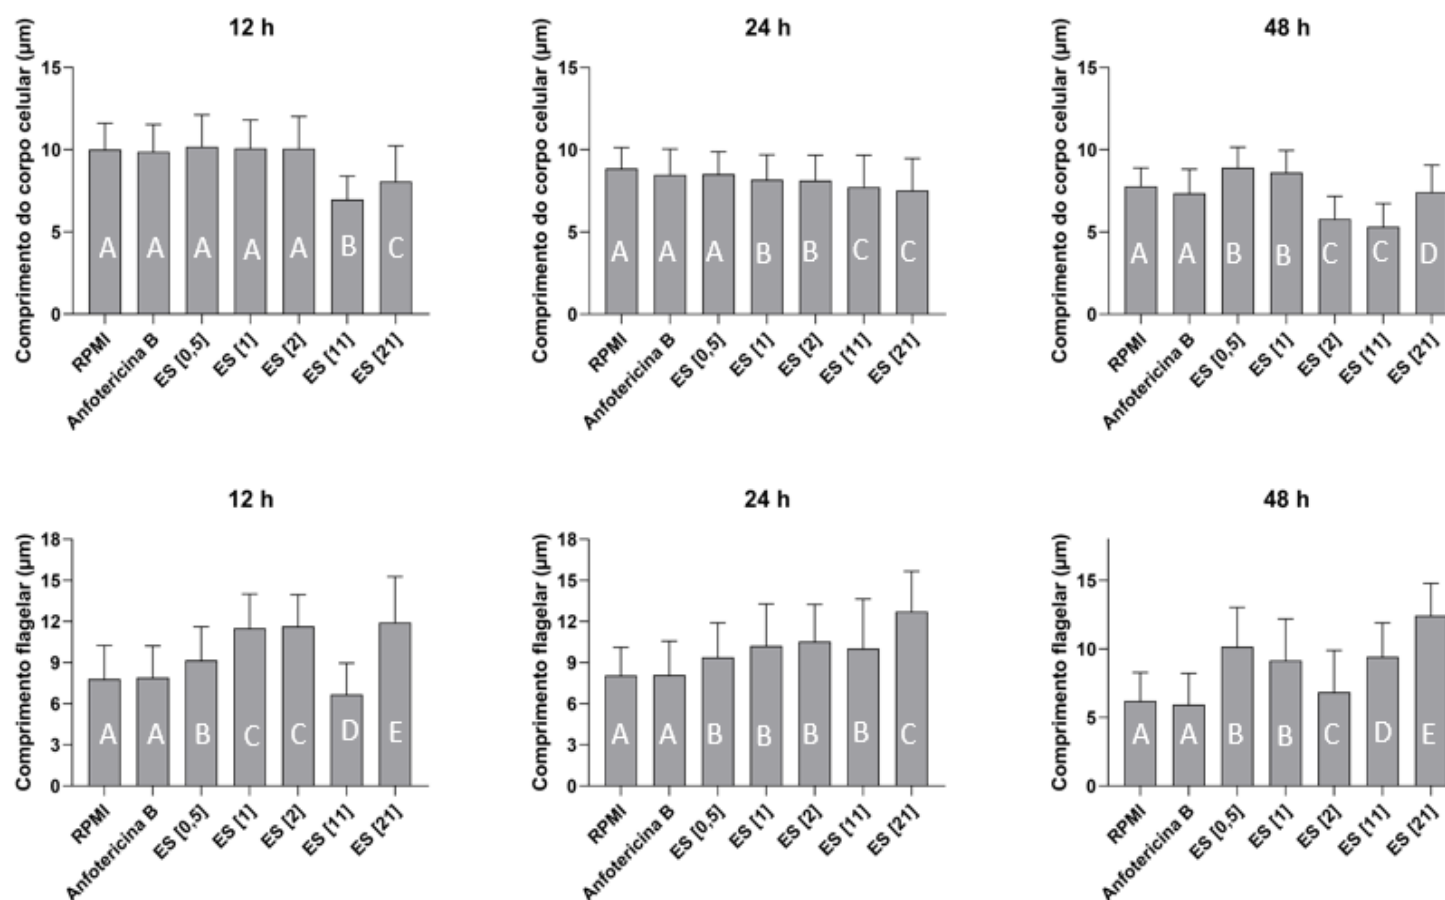 12 h
Comprimento do corpo celular (µm)
15
10
5
0
A A A A A B C
RPMI
Anfotericina B
ES [0,5]
ES [1]
ES [2]
ES [11]
ES [21]
24 h
Comprimento do corpo celular (µm)
15
10
5
0
A A A B B C C
RPMI
Anfotericina B
ES [0,5]
ES [1]
ES [2]
ES [11]
ES [21]
48 h
Comprimento do corpo celular (µm)
15
10
5
0
A A B B C C D
RPMI
Anfotericina B
ES [0,5]
ES [1]
ES [2]
ES [11]
ES [21]
12 h
Comprimento flagelar (µm)
18
15
12
9
6
3
0
A A B C C D E
RPMI
Anfotericina B
ES [0,5]
ES [1]
ES [2]
ES [11]
ES [21]
24 h
Comprimento flagelar (µm)
18
15
12
9
6
3
0
A A B B B B C
RPMI
Anfotericina B
ES [0,5]
ES [1]
ES [2]
ES [11]
ES [21]
48 h
Comprimento flagelar (µm)
15
10
5
0
A A B B C D E
RPMI
Anfotericina B
ES [0,5]
ES [1]
ES [2]
ES [11]
ES [21]